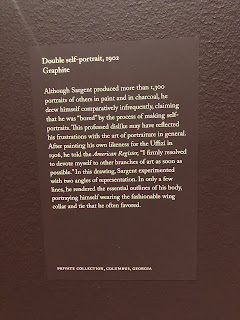 Double self-portrait, 1902
Graphite
Although Sargent produced more than 1,300
portraits of others in paint and in charcoal, he
drew himself comparatively infrequently, claiming
that he was "bored" by the process of making self-
portraits. This professed dislike may have reflected
his frustrations with the art of portraiture in general.
After painting his own likeness for the Uffizi in
1906, he told the American Register, "I firmly resolved
to devote myself to other branches of art as soon as
possible." In this drawing, Sargent experimented
with two angles of representation. In only a few
lines, he rendered the essential outlines of his body,
portraying himself wearing the fashionable wing
collar and tie that he often favored.
PRIVATE COLLECTION, COLUMBUS, GEORGIA